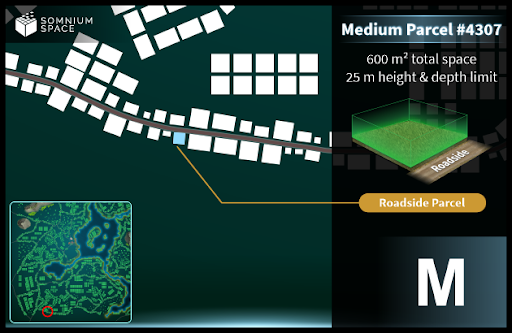 SOMNIUM
SPACE
Medium Parcel #4307
600 m² total space
25 m height & depth limit
Roadside
Roadside Parcel
M